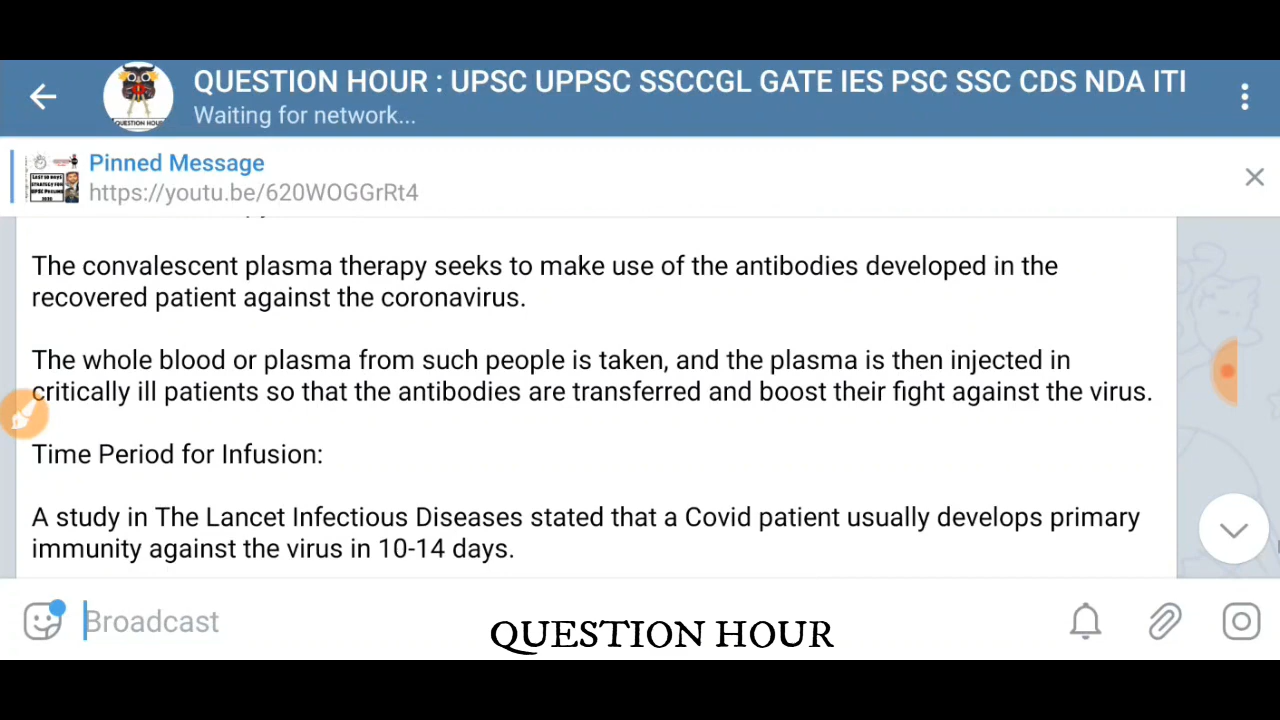 QUESTION HOUR : UPSC UPPSC SSCCGL GATE IES PSC SSC CDS NDA ITI
Waiting for network...
QUESTION HOUR
Pinned Message
https://youtu.be/620WOGGrRt4
The convalescent plasma therapy seeks to make use of the antibodies developed in the
recovered patient against the coronavirus.
The whole blood or plasma from such people is taken, and the plasma is then injected in
critically ill patients so that the antibodies are transferred and boost their fight against the virus.
Time Period for Infusion:
A study in The Lancet Infectious Diseases stated that a Covid patient usually develops primary
immunity against the virus in 10-14 days.
Broadcast
QUESTION HOUR